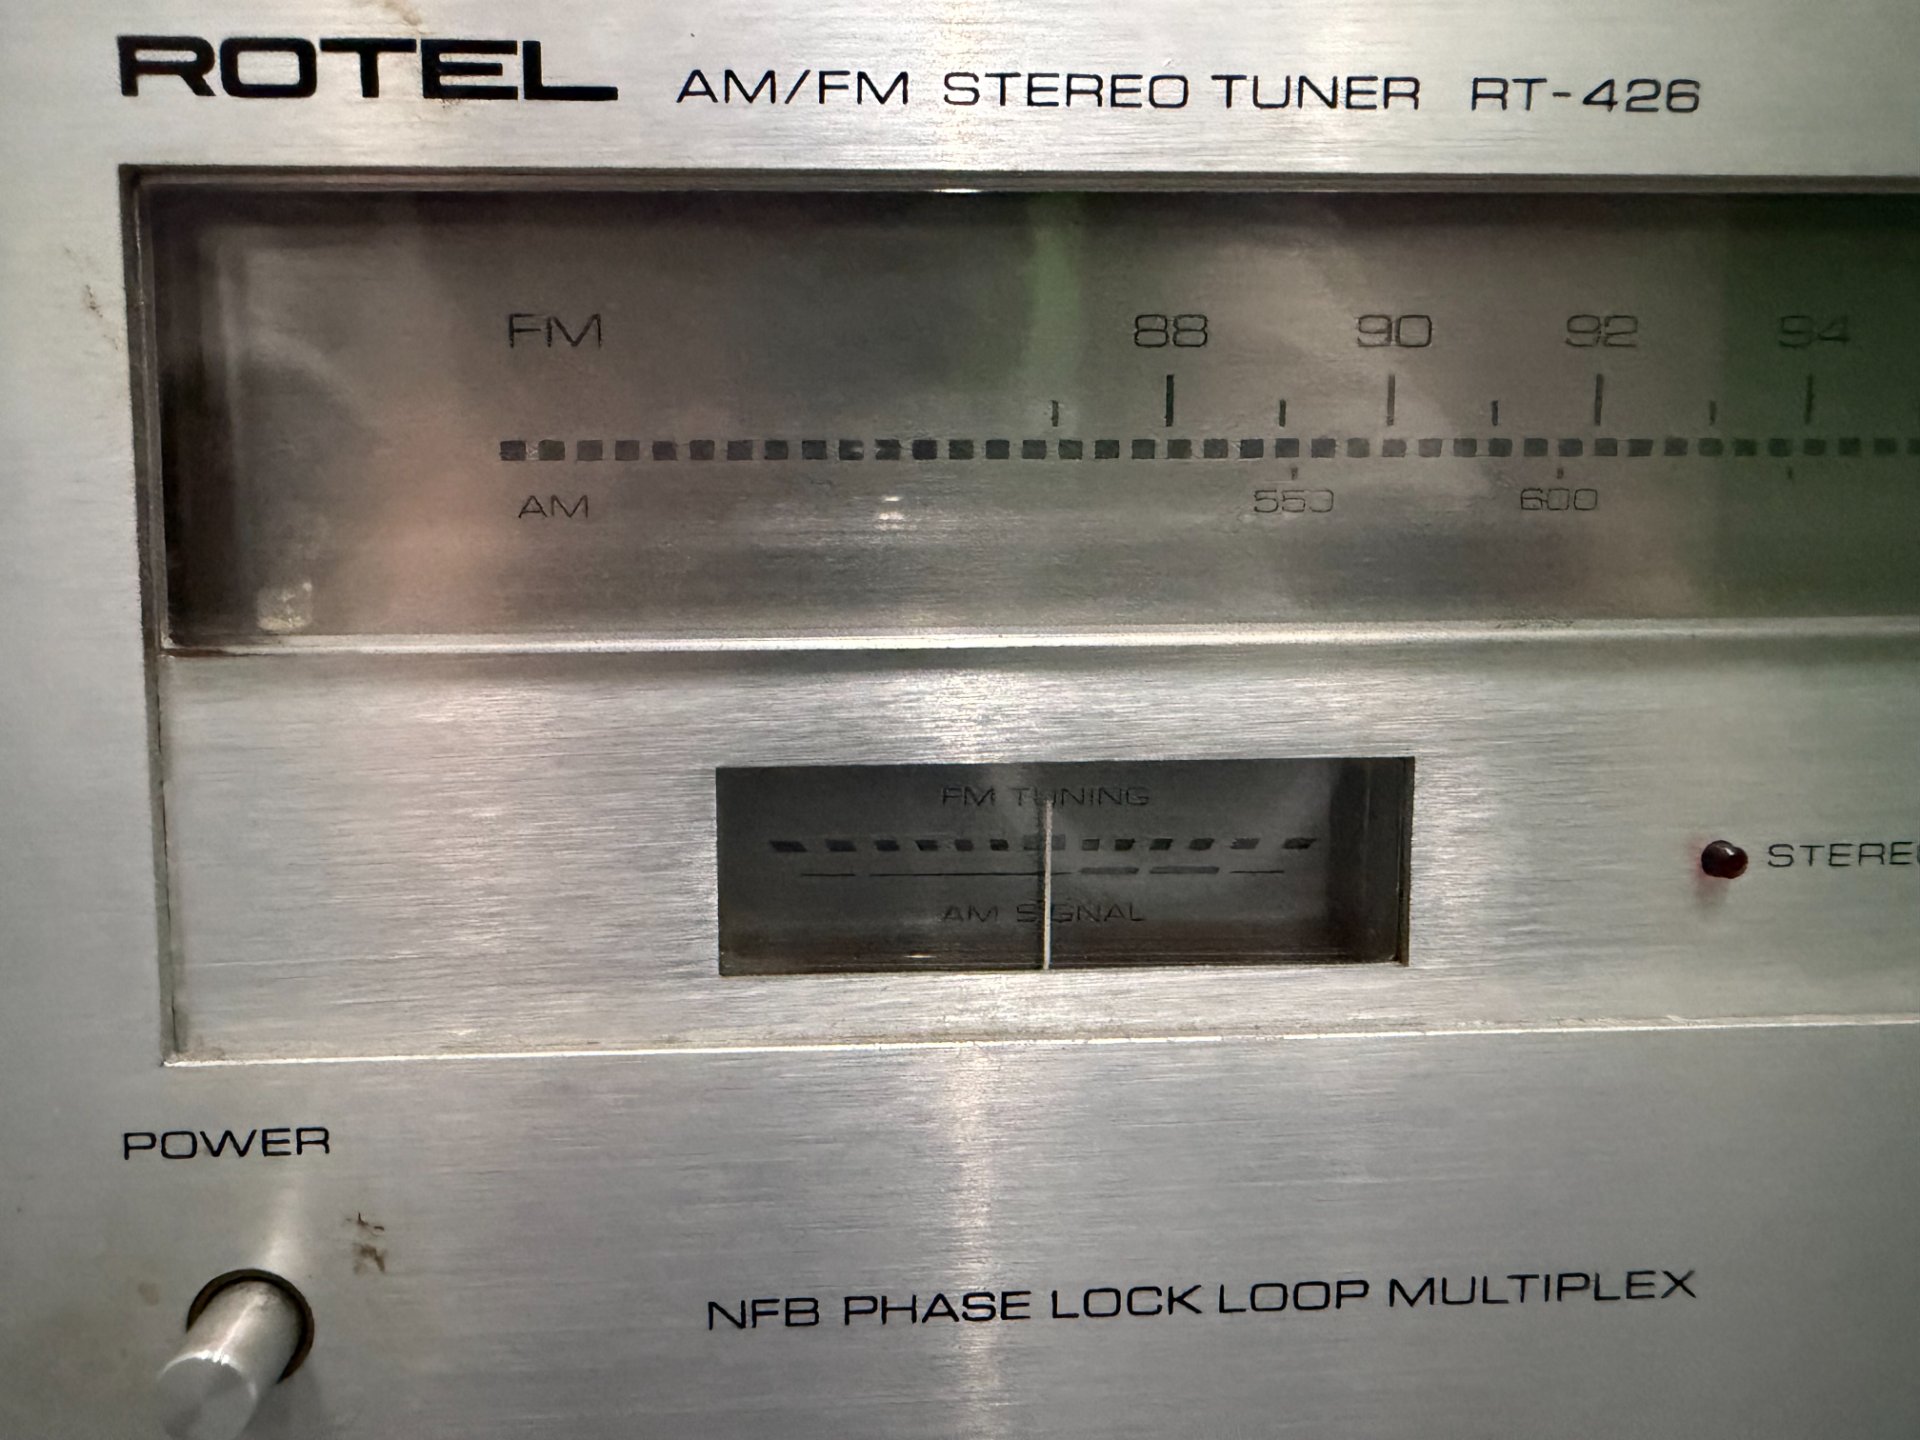 ROTEL AM/FM STEREO TUNER RT-426
FM 88 90 92 94
AM 550 600
FM TUNING
AM SIGNAL
STEREO
POWER
NFB PHASE LOCK LOOP MULTIPLEX